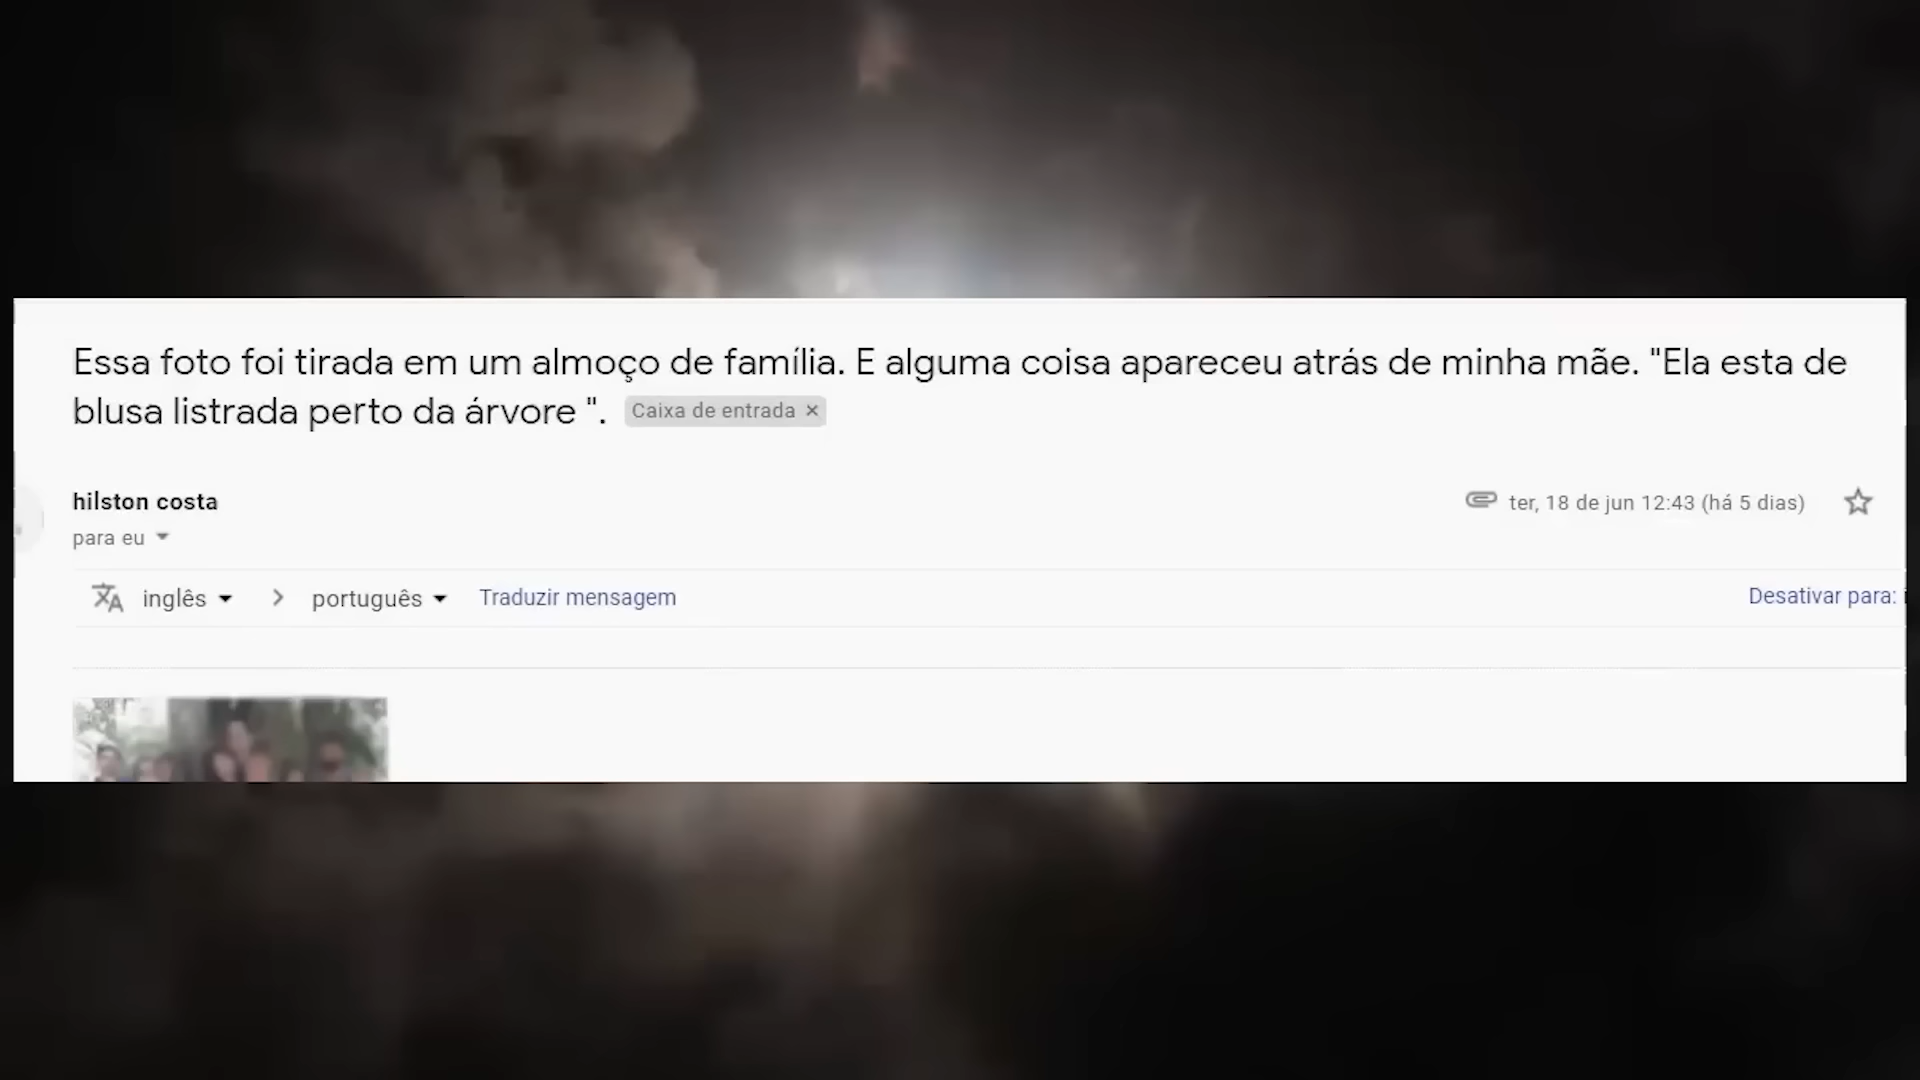 Essa foto foi tirada em um almoço de família. E alguma coisa apareceu atrás de minha mãe. "Ela esta de
blusa listrada perto da árvore ". Caixa de entrada ×
hilston costa
ter, 18 de jun 12:43 (há 5 dias)
para eu
inglês > português Traduzir mensagem Desativar para: